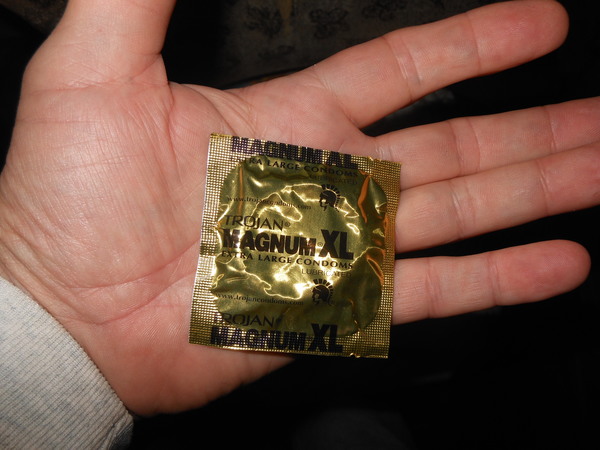 MAGNUM XL
EXTRA LARGE CONDOMS
TROJAN
MAGNUM XL
EXTRA LARGE CONDOMS
LUBRICATED
TROJAN®
MAGNUM XL